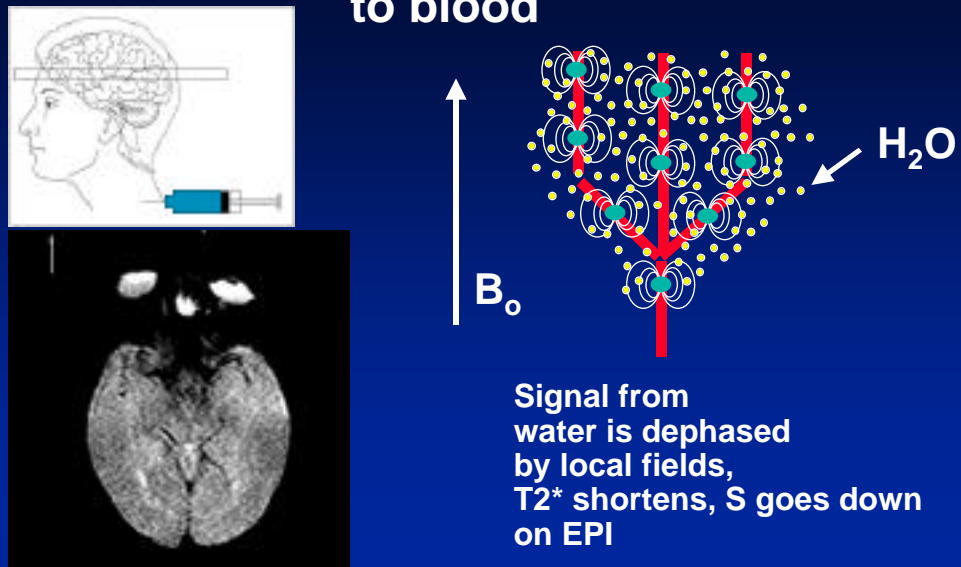 to blood
H₂O
Bₒ
Signal from
water is dephased
by local fields,
T2* shortens, S goes down
on EPI